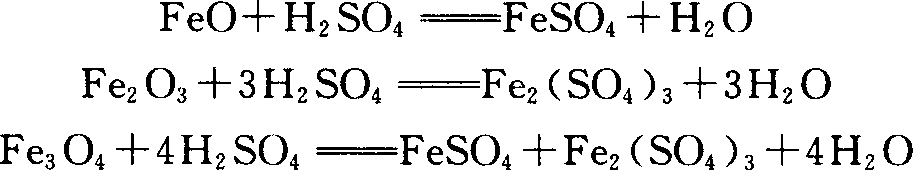 FeO+H₂SO₄══FeSO₄+H₂O
Fe₂O₃+3H₂SO₄══Fe₂(SO₄)₃+3H₂O
Fe₃O₄+4H₂SO₄══FeSO₄+Fe₂(SO₄)₃+4H₂O